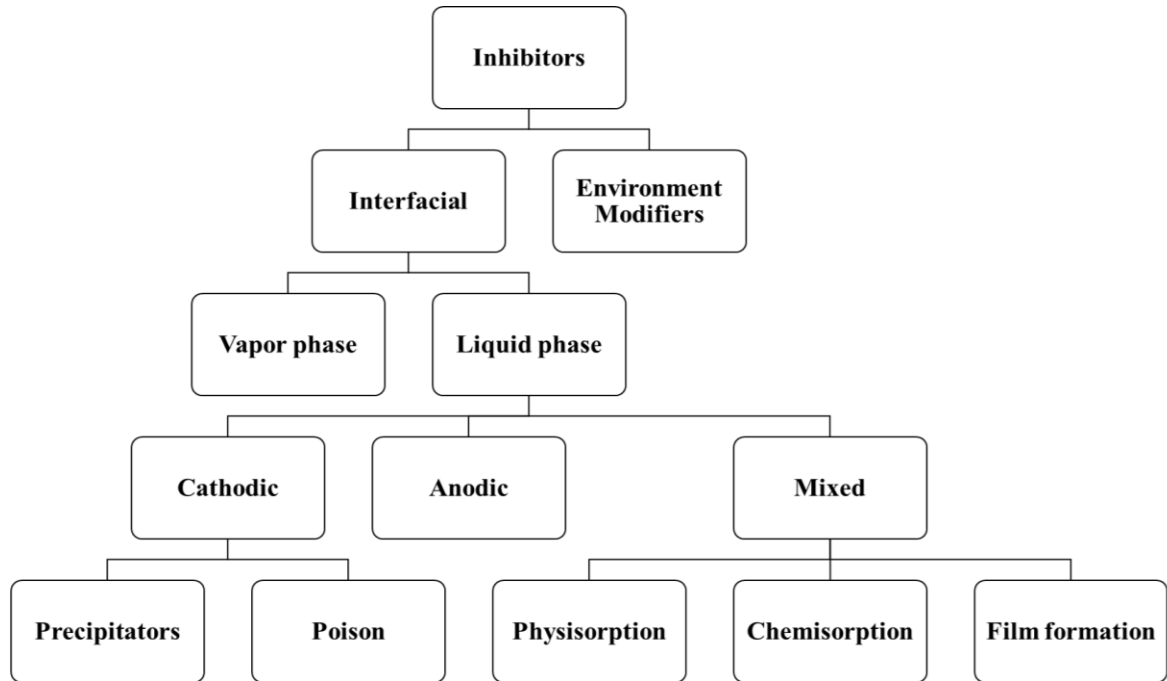 Inhibitors
Interfacial
Environment
Modifiers
Vapor phase
Liquid phase
Cathodic
Anodic
Mixed
Precipitators
Poison
Physisorption
Chemisorption
Film formation